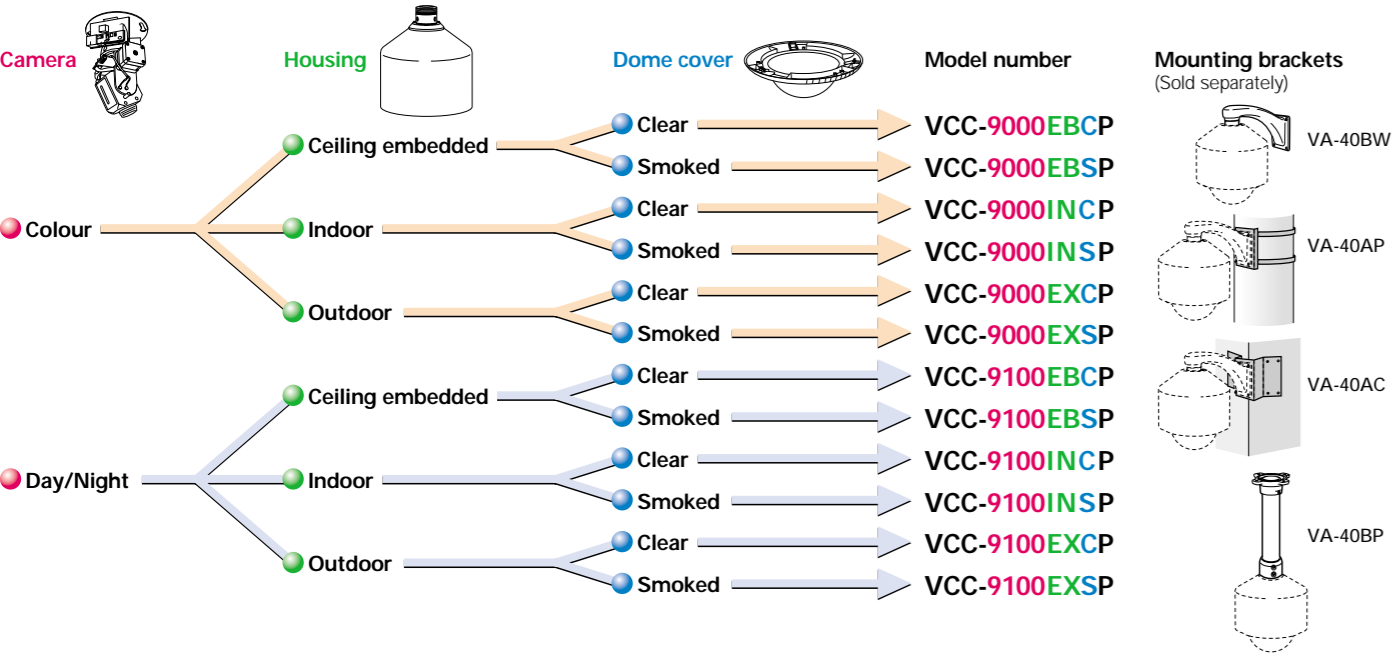 Camera
Housing
Dome cover
Model number
Mounting brackets
(Sold separately)
Colour
Ceiling embedded
Clear
VCC-9000EBCP
Smoked
VCC-9000EBSP
Indoor
Clear
VCC-9000INCP
Smoked
VCC-9000INSP
Outdoor
Clear
VCC-9000EXCP
Smoked
VCC-9000EXSP
Day/Night
Ceiling embedded
Clear
VCC-9100EBCP
Smoked
VCC-9100EBSP
Indoor
Clear
VCC-9100INCP
Smoked
VCC-9100INSP
Outdoor
Clear
VCC-9100EXCP
Smoked
VCC-9100EXSP
VA-40BW
VA-40AP
VA-40AC
VA-40BP